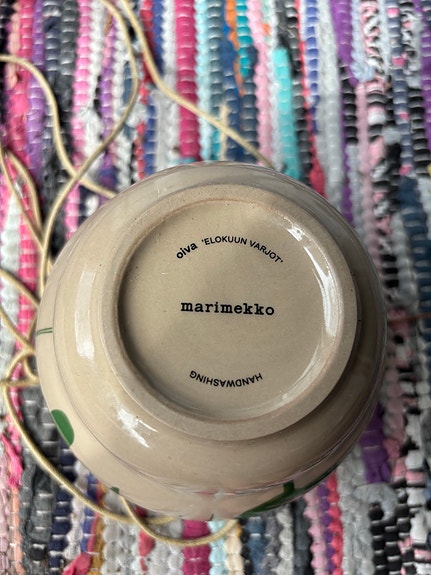 oiva 'ELOKUUN VARJOT'
marimekko
HANDWASHING